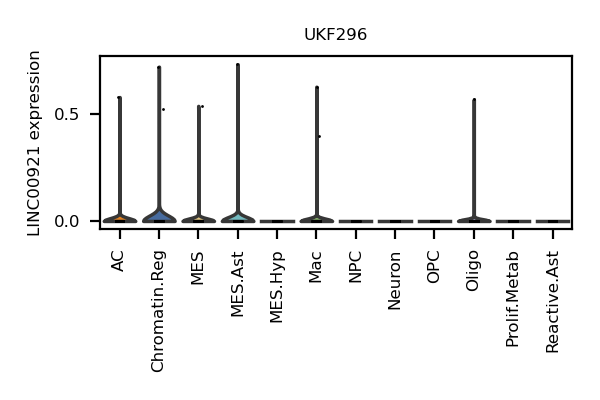 UKF296
LINC00921 expression
0.5
0.0
AC
Chromatin.Reg
MES
MES.Ast
MES.Hyp
Mac
NPC
Neuron
OPC
Oligo
Prolif.Metab
Reactive.Ast